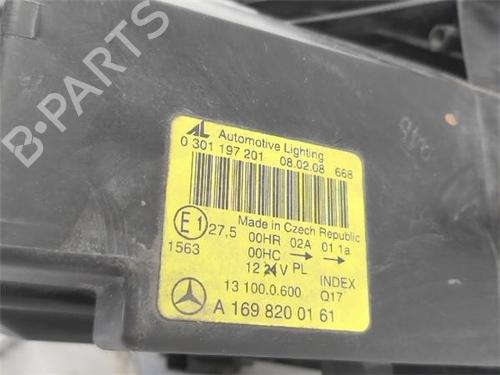 B-PARTS
AL Automotive Lighting
0 301 197 201 08.02.08 668
Made in Czech Republic
E1 27,5 00HR 02A 01 1a
1563 00HC → →
12 24 V PL INDEX
13 100.0.600 Q17
A 169 820 01 61